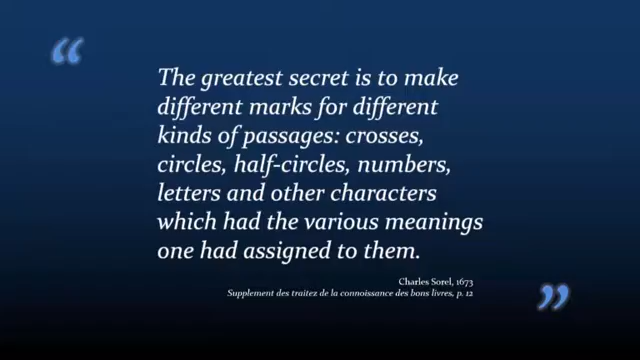 “
The greatest secret is to make
different marks for different
kinds of passages: crosses,
circles, half-circles, numbers,
letters and other characters
which had the various meanings
one had assigned to them.
Charles Sorel, 1673
Supplement des traitez de la connoissance des bons livres, p. 12
”